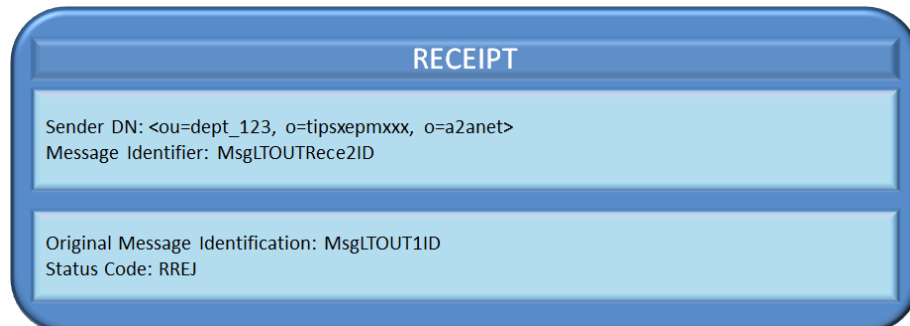 RECEIPT
Sender DN: <ou=dept_123, o=tipsxepmxxx, o=a2anet>
Message Identifier: MsgLTOUTRece2ID
Original Message Identification: MsgLTOUT1ID
Status Code: RREJ